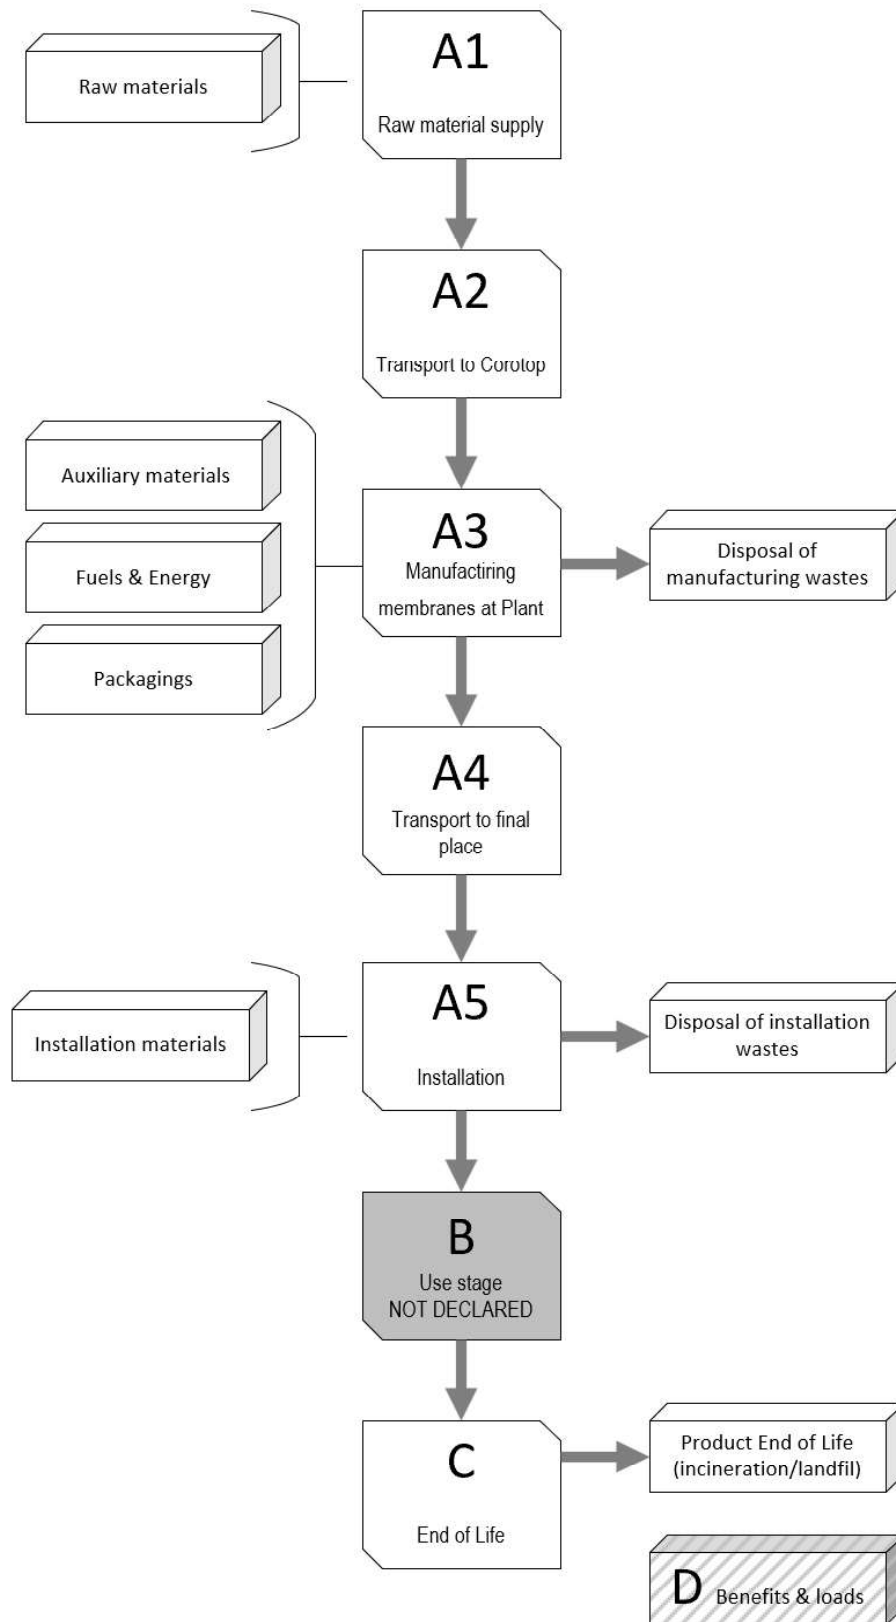 A1
Raw materials
Raw material supply
A2
Transport to Corotop
Auxiliary materials
Fuels & Energy
Packagings
A3
Manufactiring
membranes at Plant
Disposal of
manufacturing wastes
A4
Transport to final
place
Installation materials
A5
Installation
Disposal of installation
wastes
B
Use stage
NOT DECLARED
C
End of Life
Product End of Life
(incineration/landfil)
D Benefits & loads